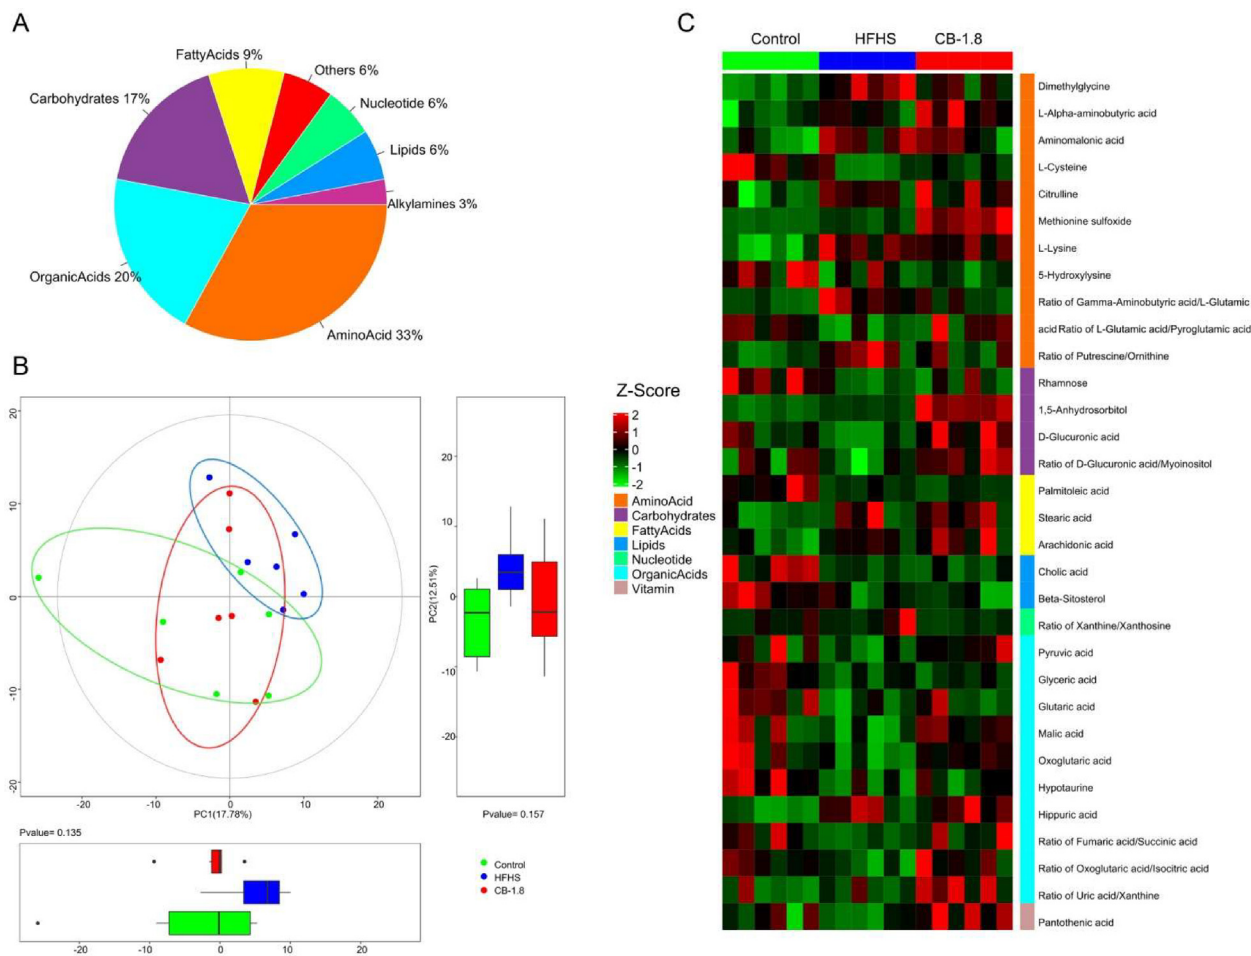 A
FattyAcids 9%
Others 6%
Carbohydrates 17%
Nucleotide 6%
Lipids 6%
Alkylamines 3%
OrganicAcids 20%
AminoAcid 33%
B
20
10
0
-10
-20
-20
-10
0
10
20
PC1(17.78%)
PC2(12.51%)
20
10
0
-10
-20
Pvalue= 0.157
Pvalue= 0.135
-20
-10
0
10
20
Control
HFHS
CB-1.8
Z-Score
2
1
0
-1
-2
AminoAcid
Carbohydrates
FattyAcids
Lipids
Nucleotide
OrganicAcids
Vitamin
C
Control
HFHS
CB-1.8
Dimethylglycine
L-Alpha-aminobutyric acid
Aminomalonic acid
L-Cysteine
Citrulline
Methionine sulfoxide
L-Lysine
5-Hydroxylysine
Ratio of Gamma-Aminobutyric acid/L-Glutamic
acid Ratio of L-Glutamic acid/Pyroglutamic acid
Ratio of Putrescine/Ornithine
Rhamnose
1,5-Anhydrosorbitol
D-Glucuronic acid
Ratio of D-Glucuronic acid/Myoinositol
Palmitoleic acid
Stearic acid
Arachidonic acid
Cholic acid
Beta-Sitosterol
Ratio of Xanthine/Xanthosine
Pyruvic acid
Glyceric acid
Glutaric acid
Malic acid
Oxoglutaric acid
Hypotaurine
Hippuric acid
Ratio of Fumaric acid/Succinic acid
Ratio of Oxoglutaric acid/Isocitric acid
Ratio of Uric acid/Xanthine
Pantothenic acid